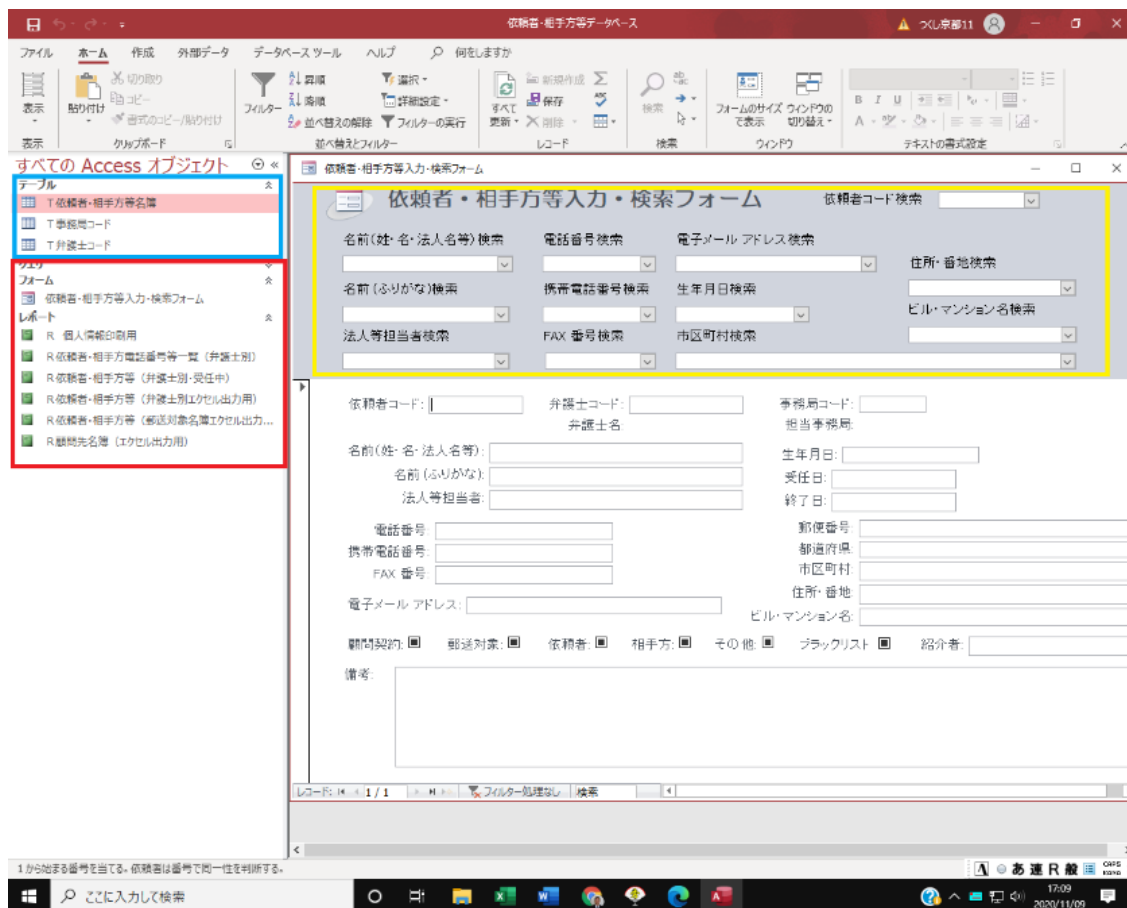 依頼者・相手方等データベース
つくし京都11
ファイル ホーム 作成 外部データ データベース ツール ヘルプ 何をしますか
表示
貼り付け
切り取り
コピー
書式のコピー/貼り付け
フィルター
昇順
降順
並べ替えの解除
選択
詳細設定
フィルターの実行
すべて
更新
新規作成
保存
削除
検索
フォームのサイズ
て表示
ウィンドウの
切り替え
B I U
A
表示 クリップボード 並べ替えとフィルター レコード 検索 ウィンドウ テキストの書式設定
すべての Access オブジェクト
テーブル
T 依頼者・相手方等名簿
T 事務局コード
T 弁護士コード
クエリ
フォーム
依頼者・相手方等入力・検索フォーム
レポート
R 個人情報印刷用
R 依頼者・相手方電話番号等一覧（弁護士別）
R 依頼者・相手方等（弁護士別・受任中）
R 依頼者・相手方等（弁護士別エクセル出力用）
R 依頼者・相手方等（郵送対象名簿エクセル出力...
R 顧問先名簿（エクセル出力用）
依頼者・相手方等入力・検索フォーム
依頼者・相手方等入力・検索フォーム 依頼者コード検索
名前(姓・名・法人名等)検索 電話番号検索 電子メール アドレス検索
住所・番地検索
名前(ふりがな)検索 携帯電話番号検索 生年月日検索
ビル・マンション名検索
法人等担当者検索 FAX 番号検索 市区町村検索
依頼者コード: 弁護士コード: 事務局コード:
弁護士名 担当事務局:
名前(姓・名・法人名等): 生年月日:
名前(ふりがな): 受任日:
法人等担当者: 終了日:
電話番号: 郵便番号:
携帯電話番号: 都道府県:
FAX 番号: 市区町村:
住所・番地:
電子メール アドレス: ビル・マンション名:
顧問契約: 郵送対象: 依頼者: 相手方: その他: ブラックリスト 紹介者:
備考:
レコード: 1 / 1 フィルター処理なし 検索
1から始まる番号を当てる。依頼者は番号で同一性を判断する。
A あ 連 R 般 CAPS
KANA
ここに入力して検索
17:09
2020/11/09